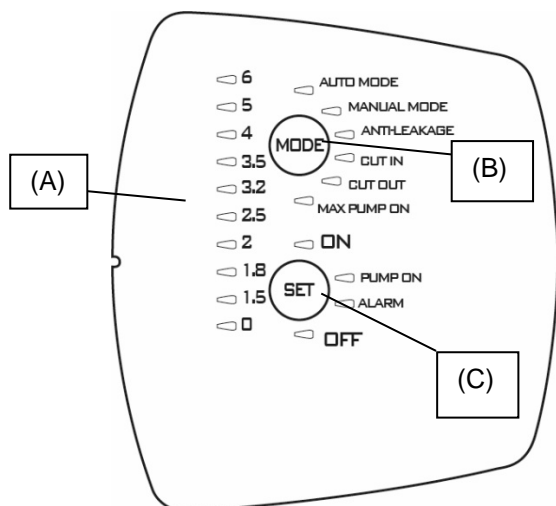 6
5
4
3.5
3.2
2.5
2
1.8
1.5
0
AUTO MODE
MANUAL MODE
ANTI-LEAKAGE
CUT IN
CUT OUT
MAX PUMP ON
MODE
ON
PUMP ON
ALARM
SET
OFF
(A)
(B)
(C)